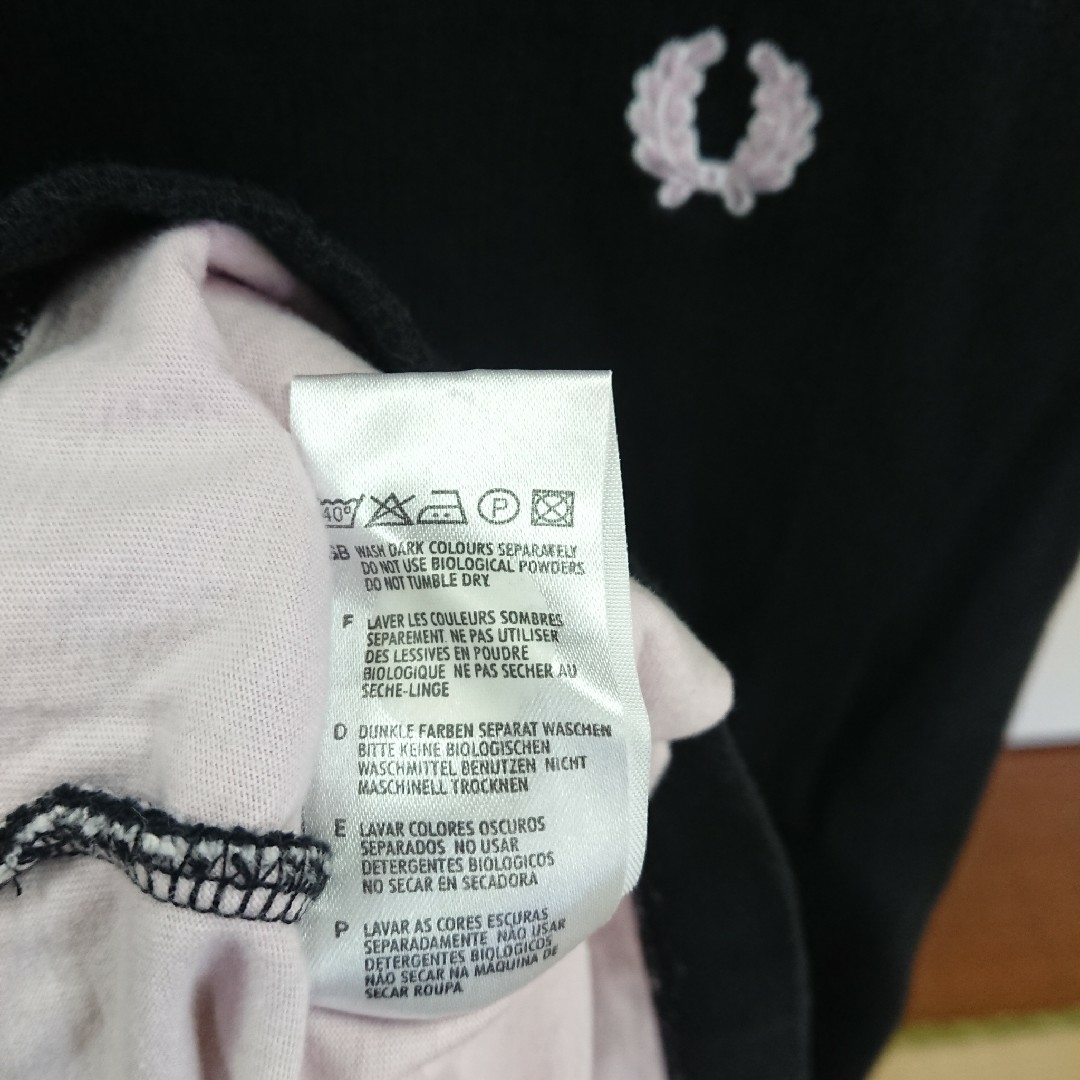 40° P
GB WASH DARK COLOURS SEPARATELY
DO NOT USE BIOLOGICAL POWDERS
DO NOT TUMBLE DRY
F LAVER LES COULEURS SOMBRES
SEPAREMENT NE PAS UTILISER
DES LESSIVES EN POUDRE
BIOLOGIQUE NE PAS SECHER AU
SECHE-LINGE
D DUNKLE FARBEN SEPARAT WASCHEN
BITTE KEINE BIOLOGISCHEN
WASCHMITTEL BENUTZEN NICHT
MASCHINELL TROCKNEN
E LAVAR COLORES OSCUROS
SEPARADOS NO USAR
DETERGENTES BIOLOGICOS
NO SECAR EN SECADORA
P LAVAR AS CORES ESCURAS
SEPARADAMENTE NÃO USAR
DETERGENTES BIOLOGICOS
NÃO SECAR NA MAQUINA DE
SECAR ROUPA